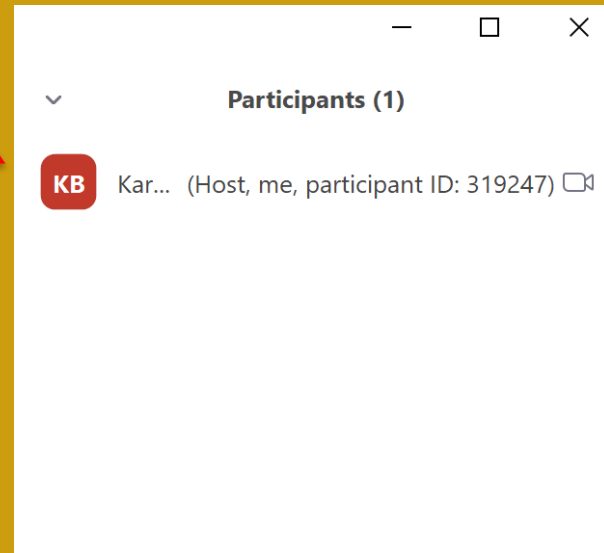 Participants (1)
KB Kar... (Host, me, participant ID: 319247)